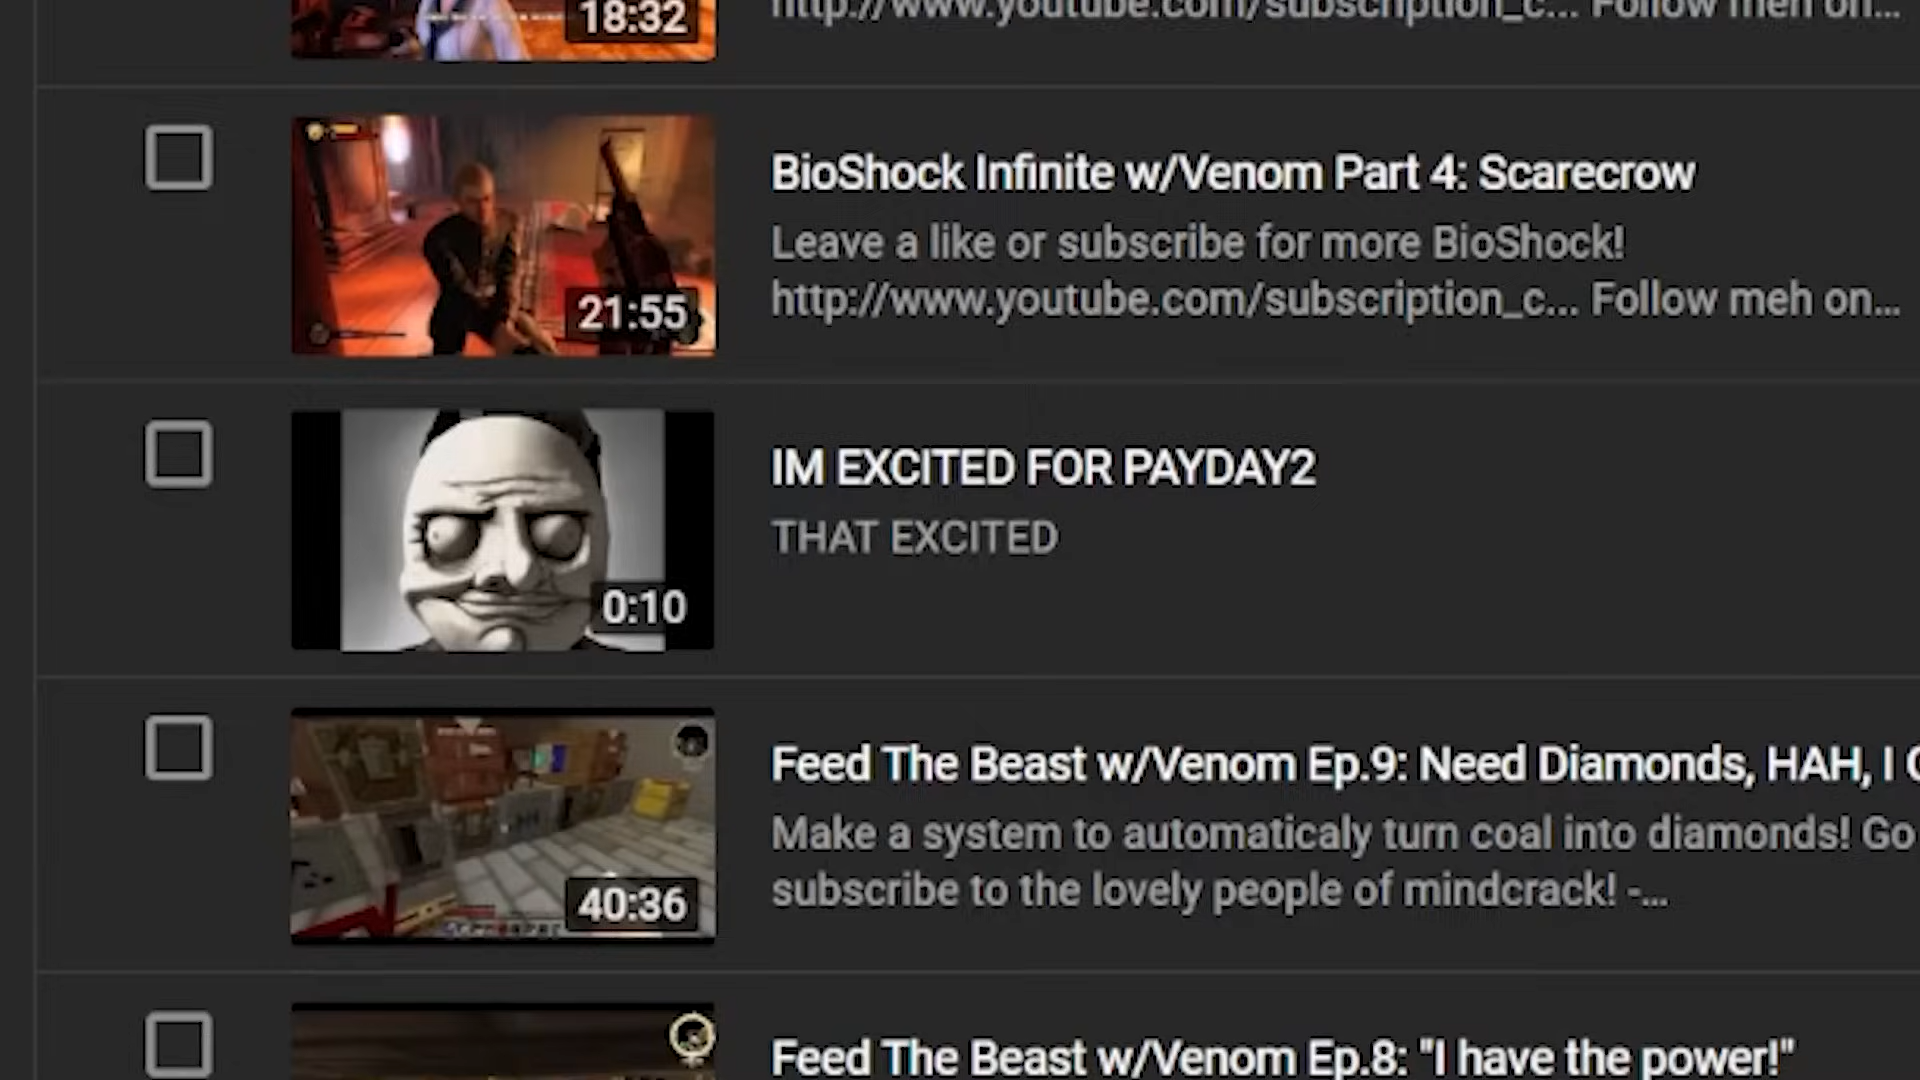 18:32
http://www.youtube.com/subscription_c... Follow meh on...
BioShock Infinite w/Venom Part 4: Scarecrow
Leave a like or subscribe for more BioShock!
http://www.youtube.com/subscription_c... Follow meh on...
21:55
IM EXCITED FOR PAYDAY2
THAT EXCITED
0:10
Feed The Beast w/Venom Ep.9: Need Diamonds, HAH, I
Make a system to automaticaly turn coal into diamonds! Go
subscribe to the lovely people of mindcrack! -...
40:36
Feed The Beast w/Venom Ep.8: "I have the power!"